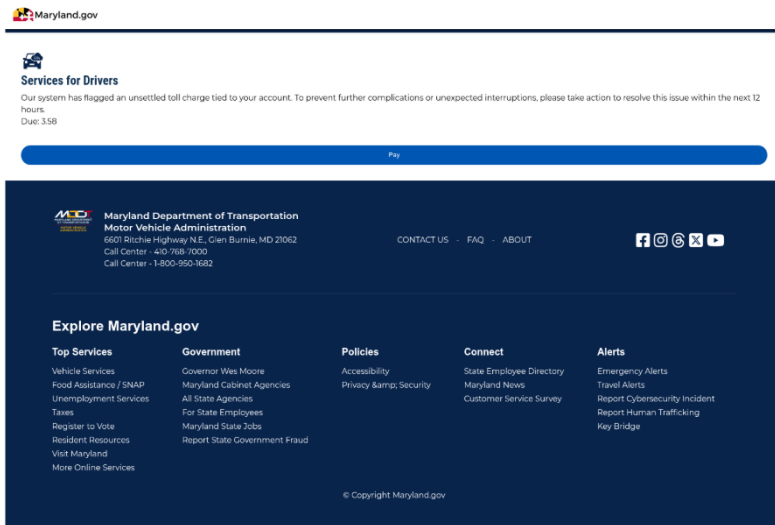 Maryland.gov
Services for Drivers
Our system has flagged an unsettled toll charge tied to your account. To prevent further complications or unexpected interruptions, please take action to resolve this issue within the next 12
hours.
Due: 3.58
Pay
Maryland Department of Transportation
Motor Vehicle Administration
6601 Ritchie Highway N.E., Glen Burnie, MD 21062
Call Center - 410-768-7000
Call Center - 1-800-950-1682
CONTACT US - FAQ - ABOUT
Explore Maryland.gov
Top Services
Vehicle Services
Food Assistance / SNAP
Unemployment Services
Taxes
Register to Vote
Resident Resources
Visit Maryland
More Online Services
Government
Governor Wes Moore
Maryland Cabinet Agencies
All State Agencies
For State Employees
Maryland State Jobs
Report State Government Fraud
Policies
Accessibility
Privacy &amp; Security
Connect
State Employee Directory
Maryland News
Customer Service Survey
Alerts
Emergency Alerts
Travel Alerts
Report Cybersecurity Incident
Report Human Trafficking
Key Bridge
© Copyright Maryland.gov